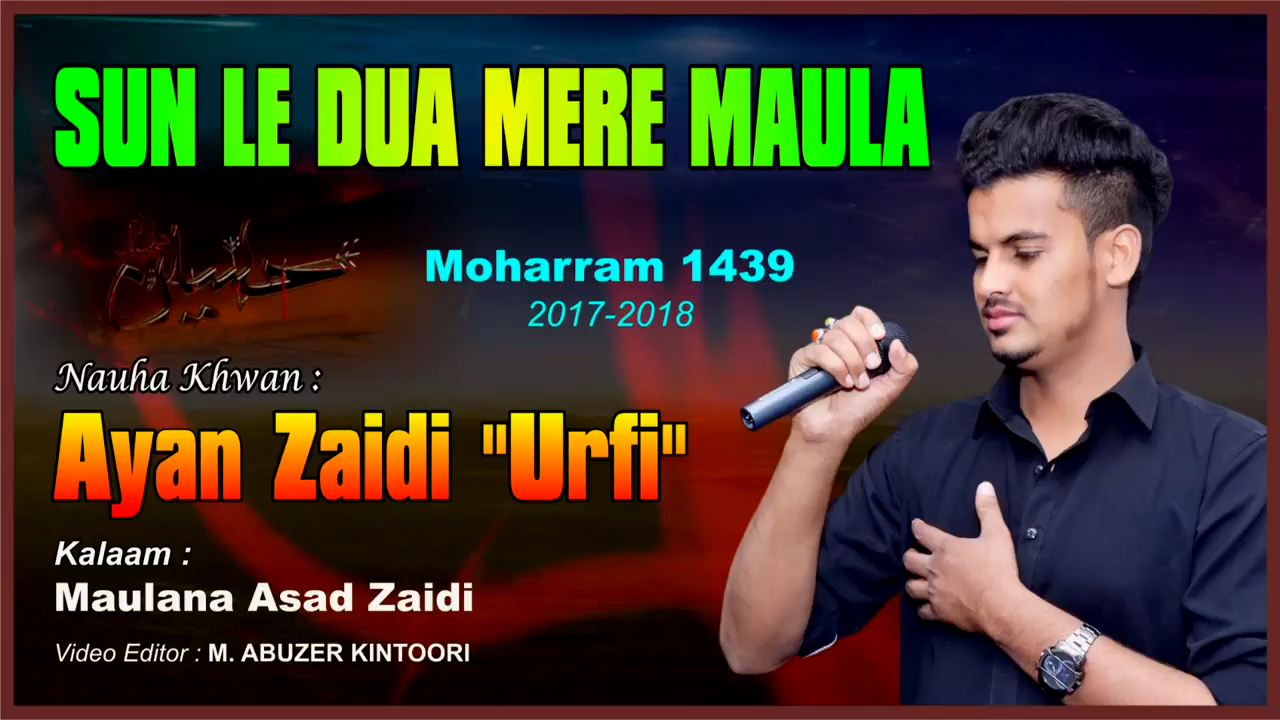 SUN LE DUA MERE MAULA
حسین
Moharram 1439
2017-2018
Nauha Khwan :
Ayan Zaidi "Urfi"
Kalaam :
Maulana Asad Zaidi
Video Editor : M. ABUZER KINTOORI